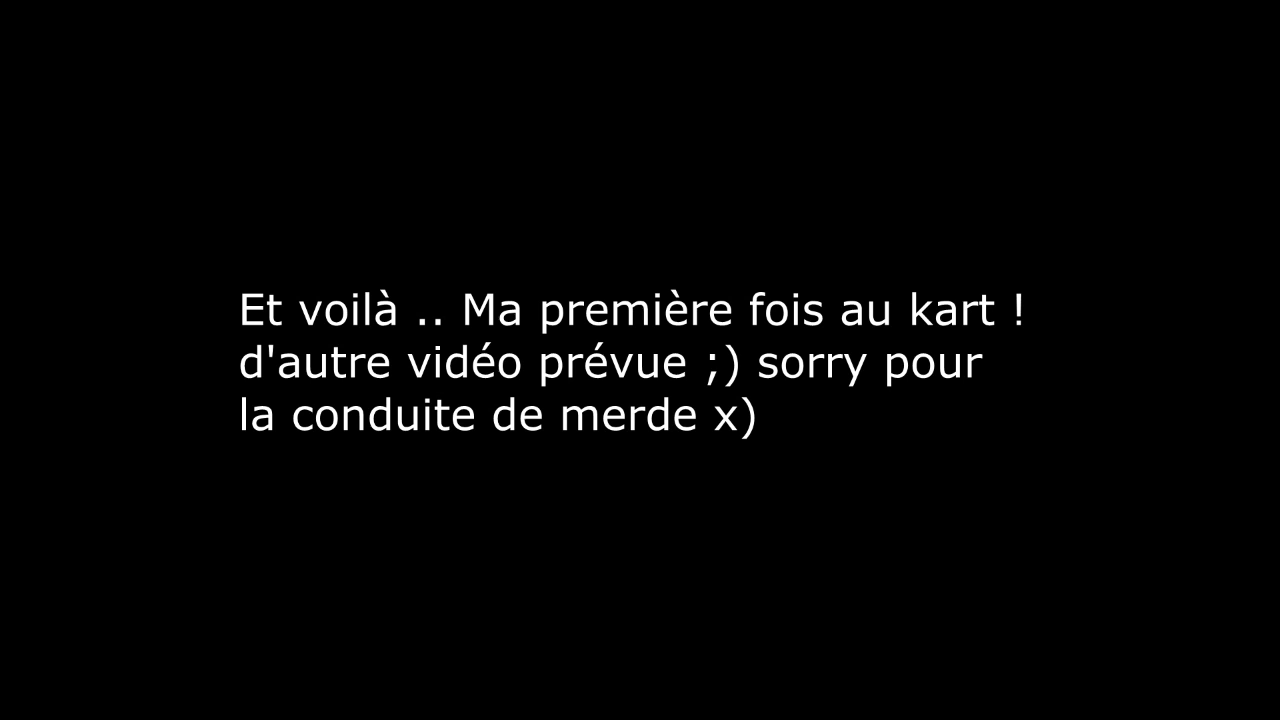 Et voilà .. Ma première fois au kart !
d'autre vidéo prévue ;) sorry pour
la conduite de merde x)